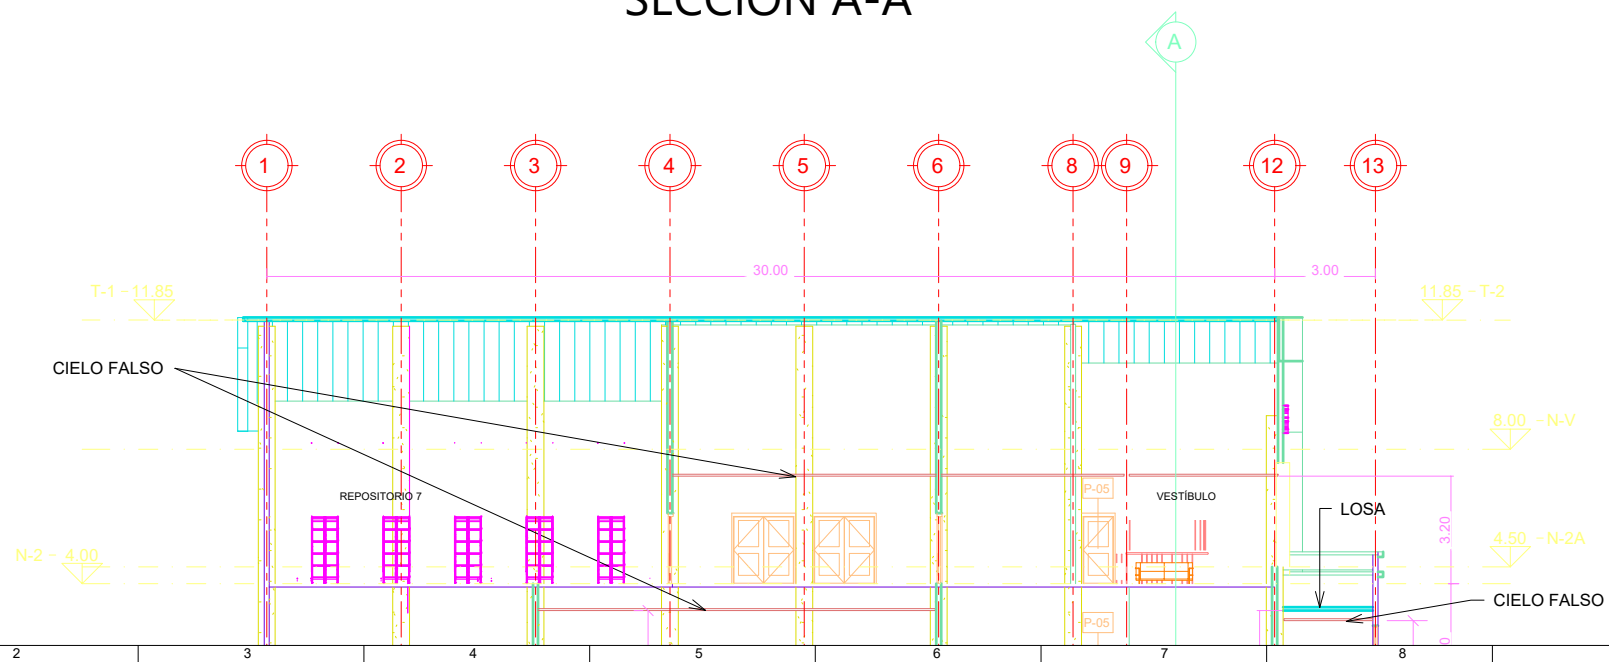 SECCIÓN A-A
A
1 2 3 4 5 6 8 9 12 13
30.00 3.00
T-1 - 11.85 11.85 - T-2
CIELO FALSO
8.00 - N-V
REPOSITORIO 7 P-05 VESTÍBULO
LOSA
3.20
N-2 - 4.00 4.50 - N-2A
CIELO FALSO
P-05
2 3 4 5 6 7 8